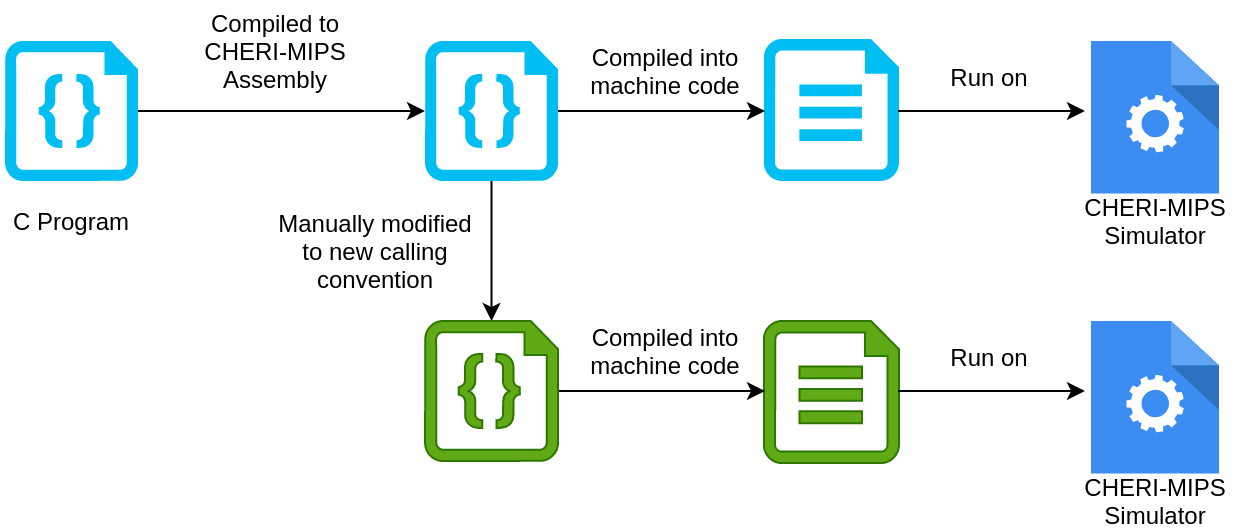 Compiled to
CHERI-MIPS
Assembly
Compiled into
machine code
Run on
{ }
{ }
C Program
CHERI-MIPS
Simulator
Manually modified
to new calling
convention
Compiled into
machine code
Run on
{ }
CHERI-MIPS
Simulator